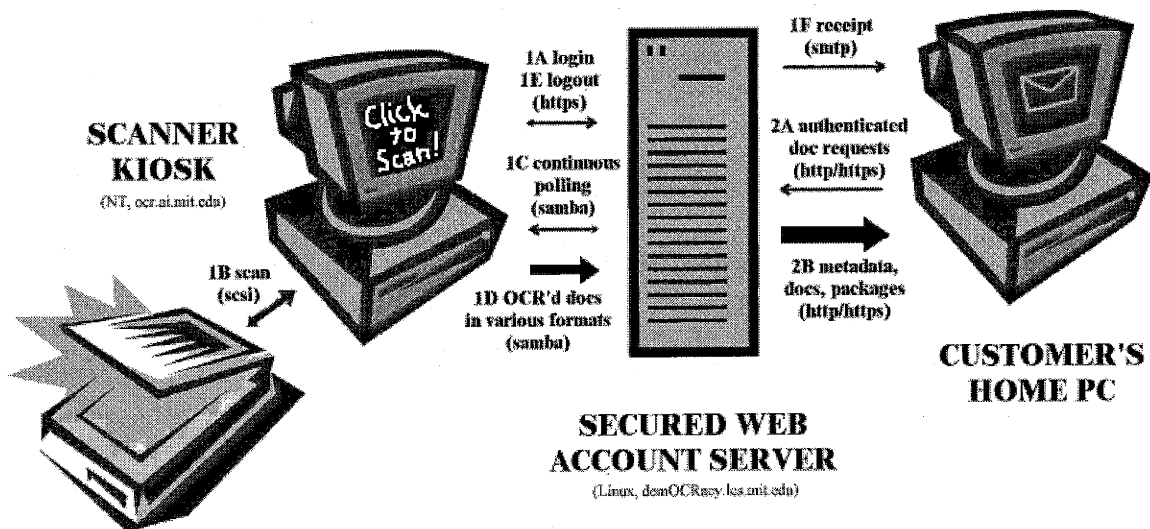 SCANNER
KIOSK
(NT, ocr.ai.mit.edu)
Click
to
Scan!
1B scan
(scsi)
1A login
1E logout
(https)
1C continuous
polling
(samba)
1D OCR'd docs
in various formats
(samba)
SECURED WEB
ACCOUNT SERVER
(Linux, demOCRacy.lcs.mit.edu)
1F receipt
(smtp)
2A authenticated
doc requests
(http/https)
2B metadata,
docs, packages
(http/https)
CUSTOMER'S
HOME PC